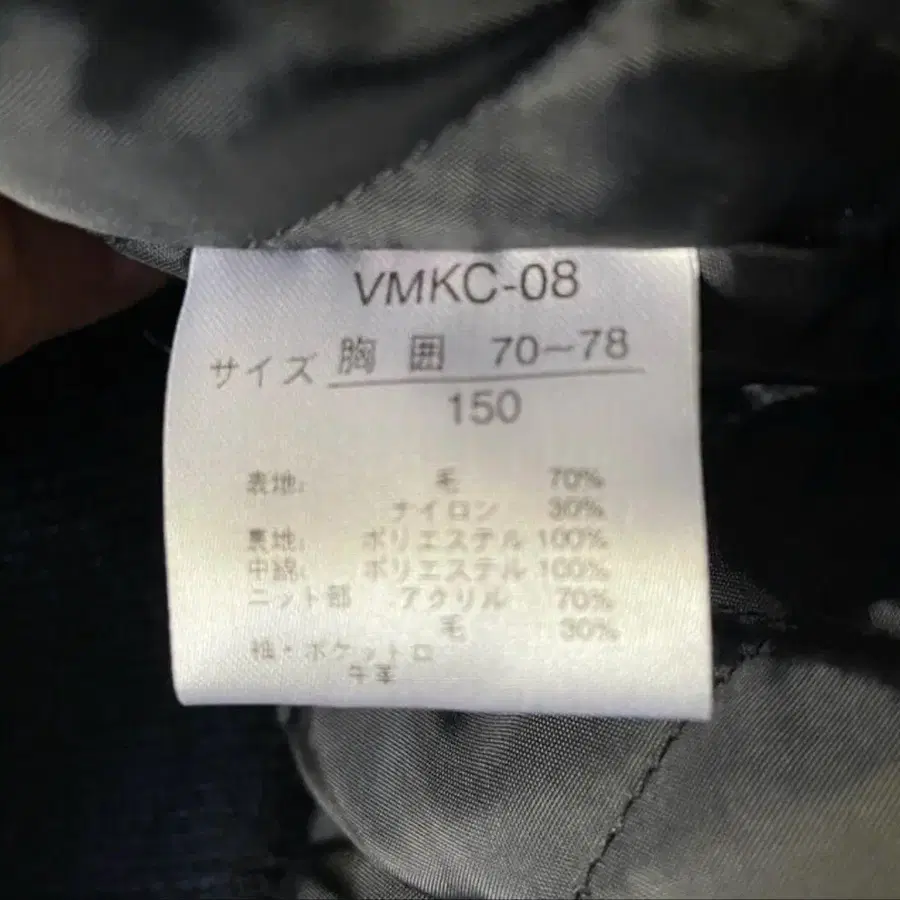 VMKC-08
サイズ 胸 囲 70-78
150
表地: 毛 70%
ナイロン 30%
裏地: ポリエステル 100%
中綿: ポリエステル 100%
ニット部 アクリル 70%
毛 30%
袖・ポケット口
牛革